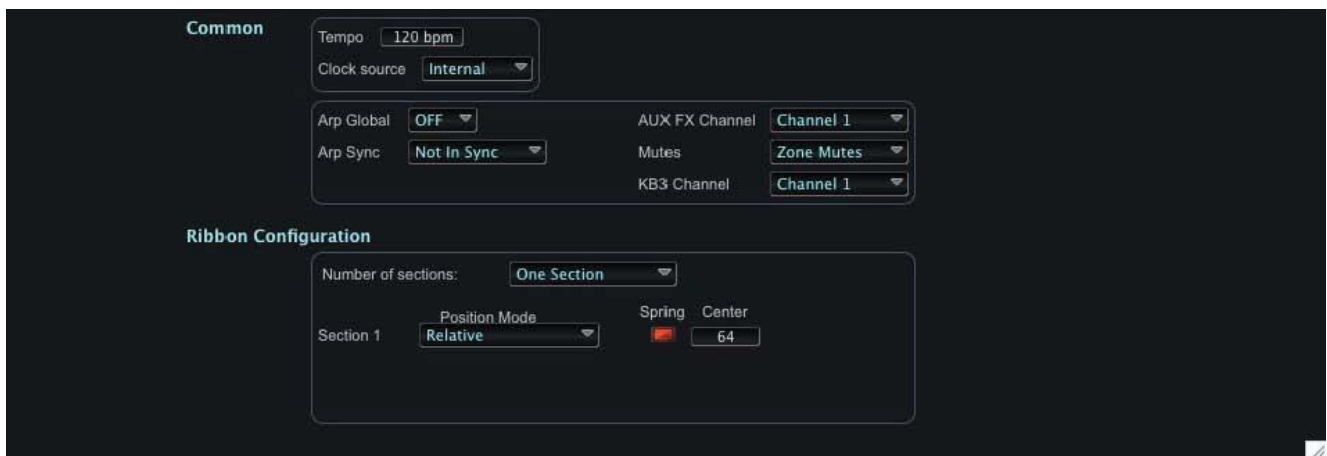 Common
Tempo 120 bpm
Clock source Internal
Arp Global OFF AUX FX Channel Channel 1
Arp Sync Not In Sync Mutes Zone Mutes
KB3 Channel Channel 1
Ribbon Configuration
Number of sections: One Section
Position Mode Spring Center
Section 1 Relative 64